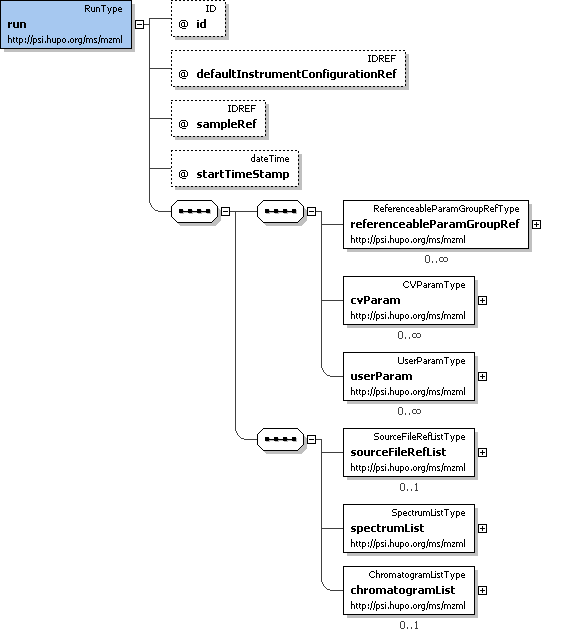 RunType
run
http://psi.hupo.org/ms/mzml
ID
@ id
IDREF
@ defaultInstrumentConfigurationRef
IDREF
@ sampleRef
dateTime
@ startTimeStamp
ReferenceableParamGroupRefType
referenceableParamGroupRef
http://psi.hupo.org/ms/mzml
0..∞
CVParamType
cvParam
http://psi.hupo.org/ms/mzml
0..∞
UserParamType
userParam
http://psi.hupo.org/ms/mzml
0..∞
SourceFileRefListType
sourceFileRefList
http://psi.hupo.org/ms/mzml
0..1
SpectrumListType
spectrumList
http://psi.hupo.org/ms/mzml
ChromatogramListType
chromatogramList
http://psi.hupo.org/ms/mzml
0..1